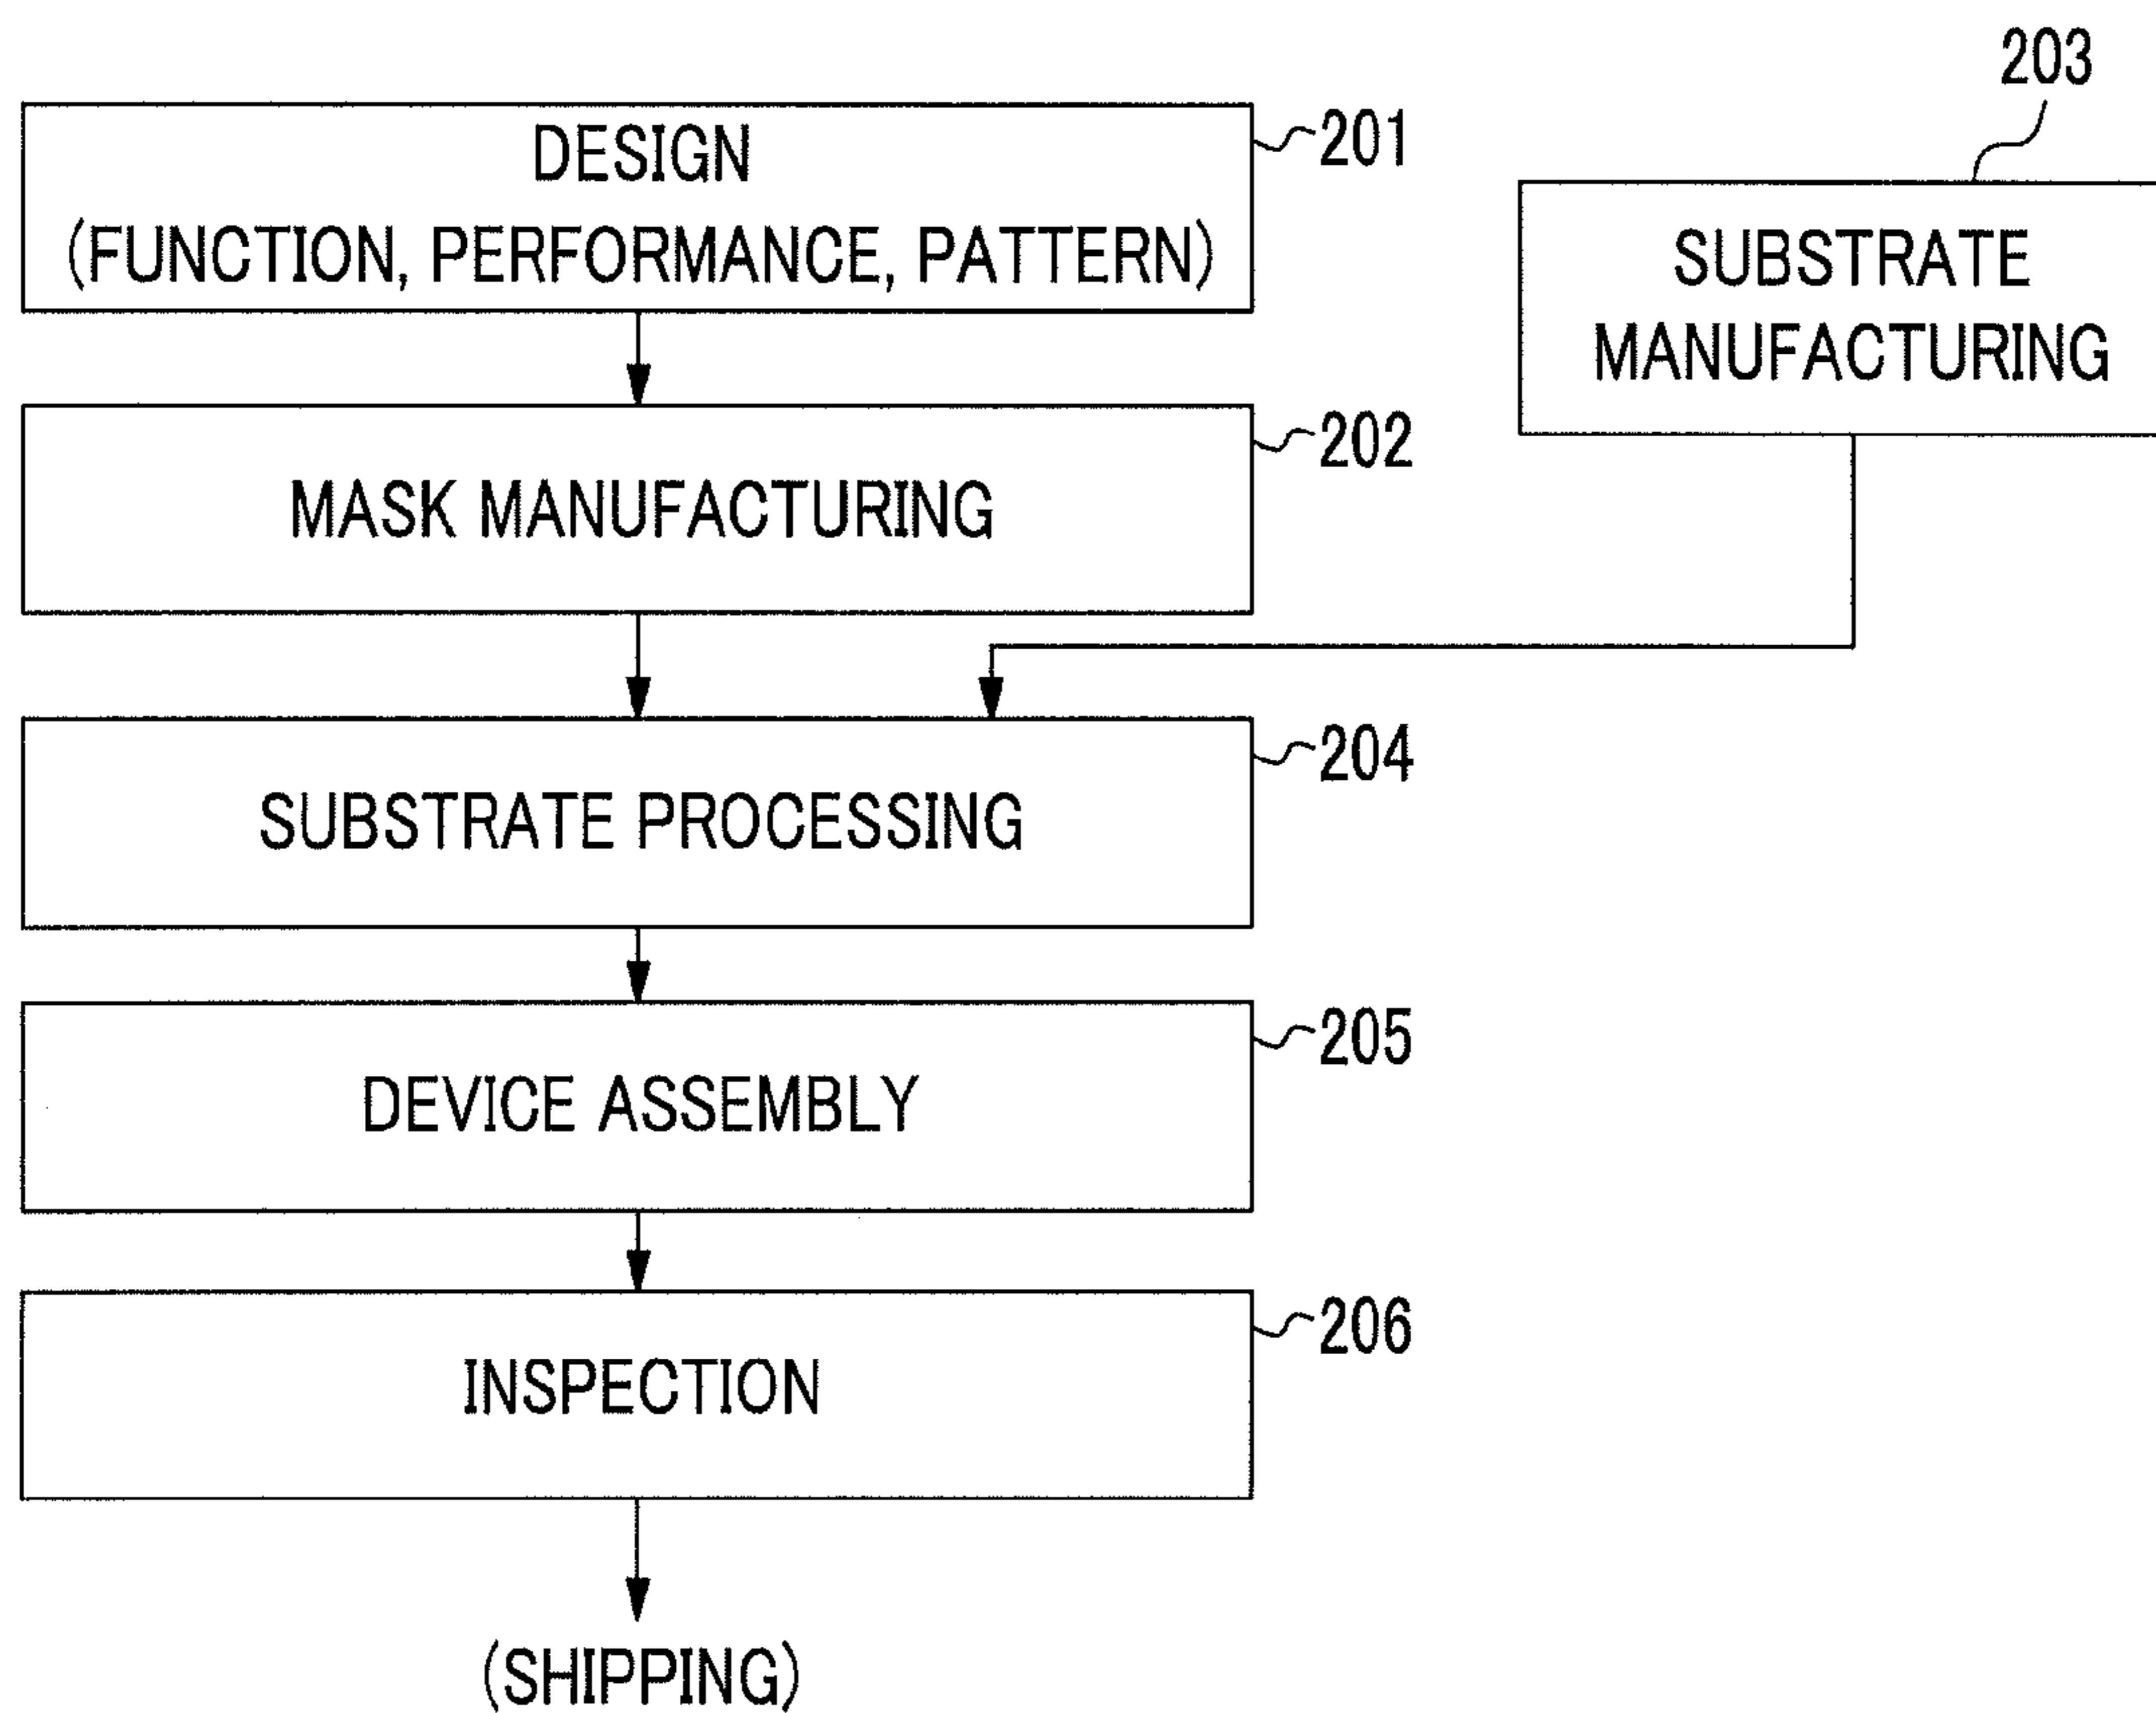 203
DESIGN
201
(FUNCTION, PERFORMANCE, PATTERN)
SUBSTRATE
MANUFACTURING
MASK MANUFACTURING
202
SUBSTRATE PROCESSING
204
DEVICE ASSEMBLY
205
INSPECTION
206
(SHIPPING)